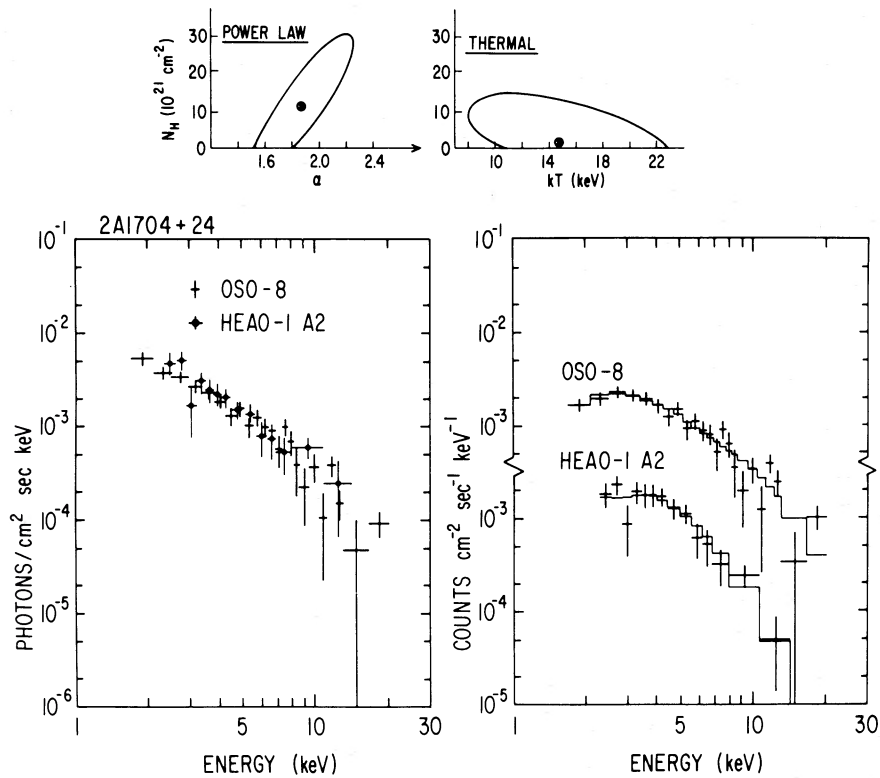 POWER LAW
N_H (10^21 cm^-2)
30
20
10
0
1.6 2.0 2.4
α
THERMAL
30
20
10
0
10 14 18 22
kT (keV)
2A1704+24
PHOTONS/cm^2 sec keV
10^-1
10^-2
10^-3
10^-4
10^-5
10^-6
OSO-8
HEAO-1 A2
1 5 10 30
ENERGY (keV)
COUNTS cm^-2 sec^-1 keV^-1
10^-1
10^-2
10^-3
10^-3
10^-4
10^-5
OSO-8
HEAO-1 A2
1 5 10 30
ENERGY (keV)